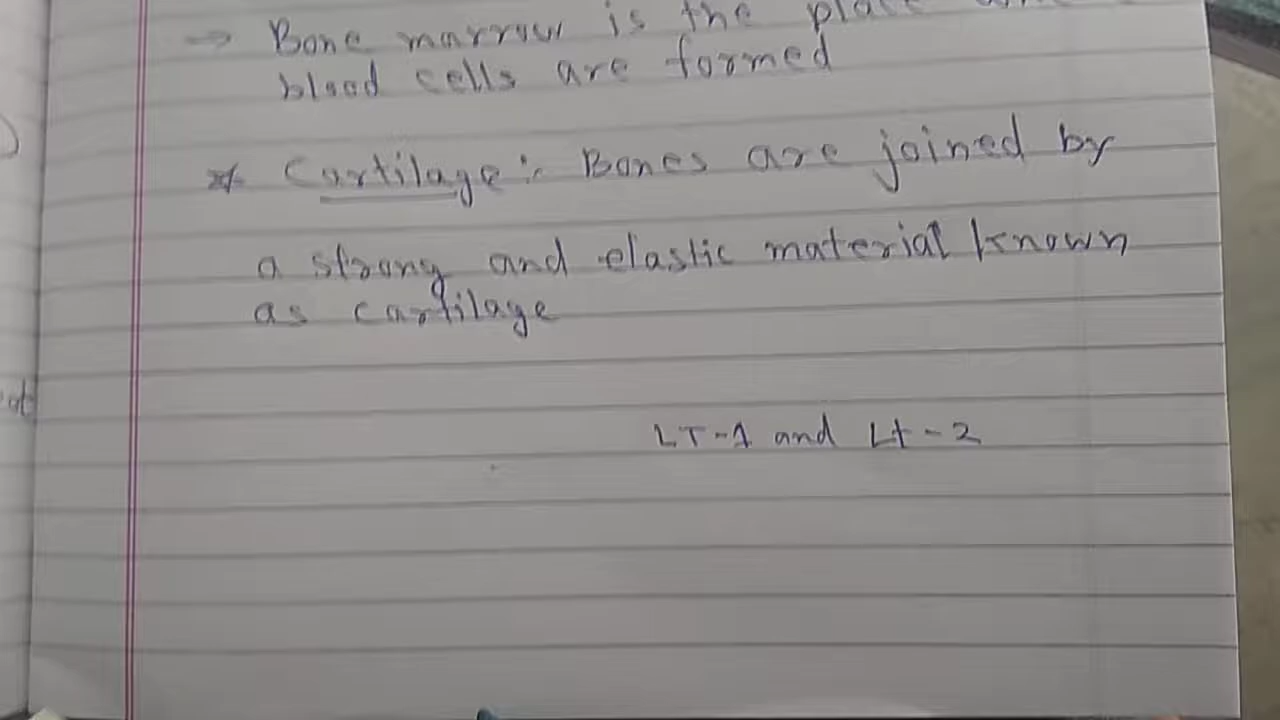 → Bone marrow is the place
blood cells are formed
* Cartilage :- Bones are joined by
a strong and elastic material known
as cartilage
LT-1 and Lt-2